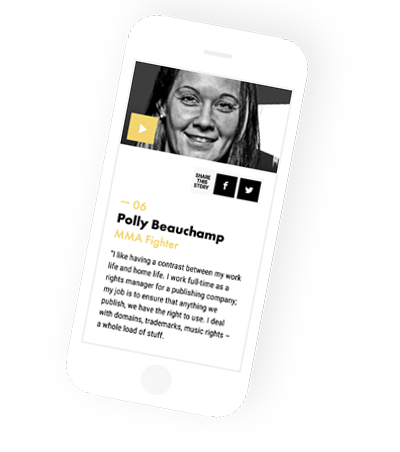 SHARE
THIS
STORY
— 06
Polly Beauchamp
MMA Fighter
"I like having a contrast between my work
life and home life. I work full-time as a
rights manager for a publishing company;
my job is to ensure that anything we
publish, we have the right to use. I deal
with domains, trademarks, music rights –
a whole load of stuff.